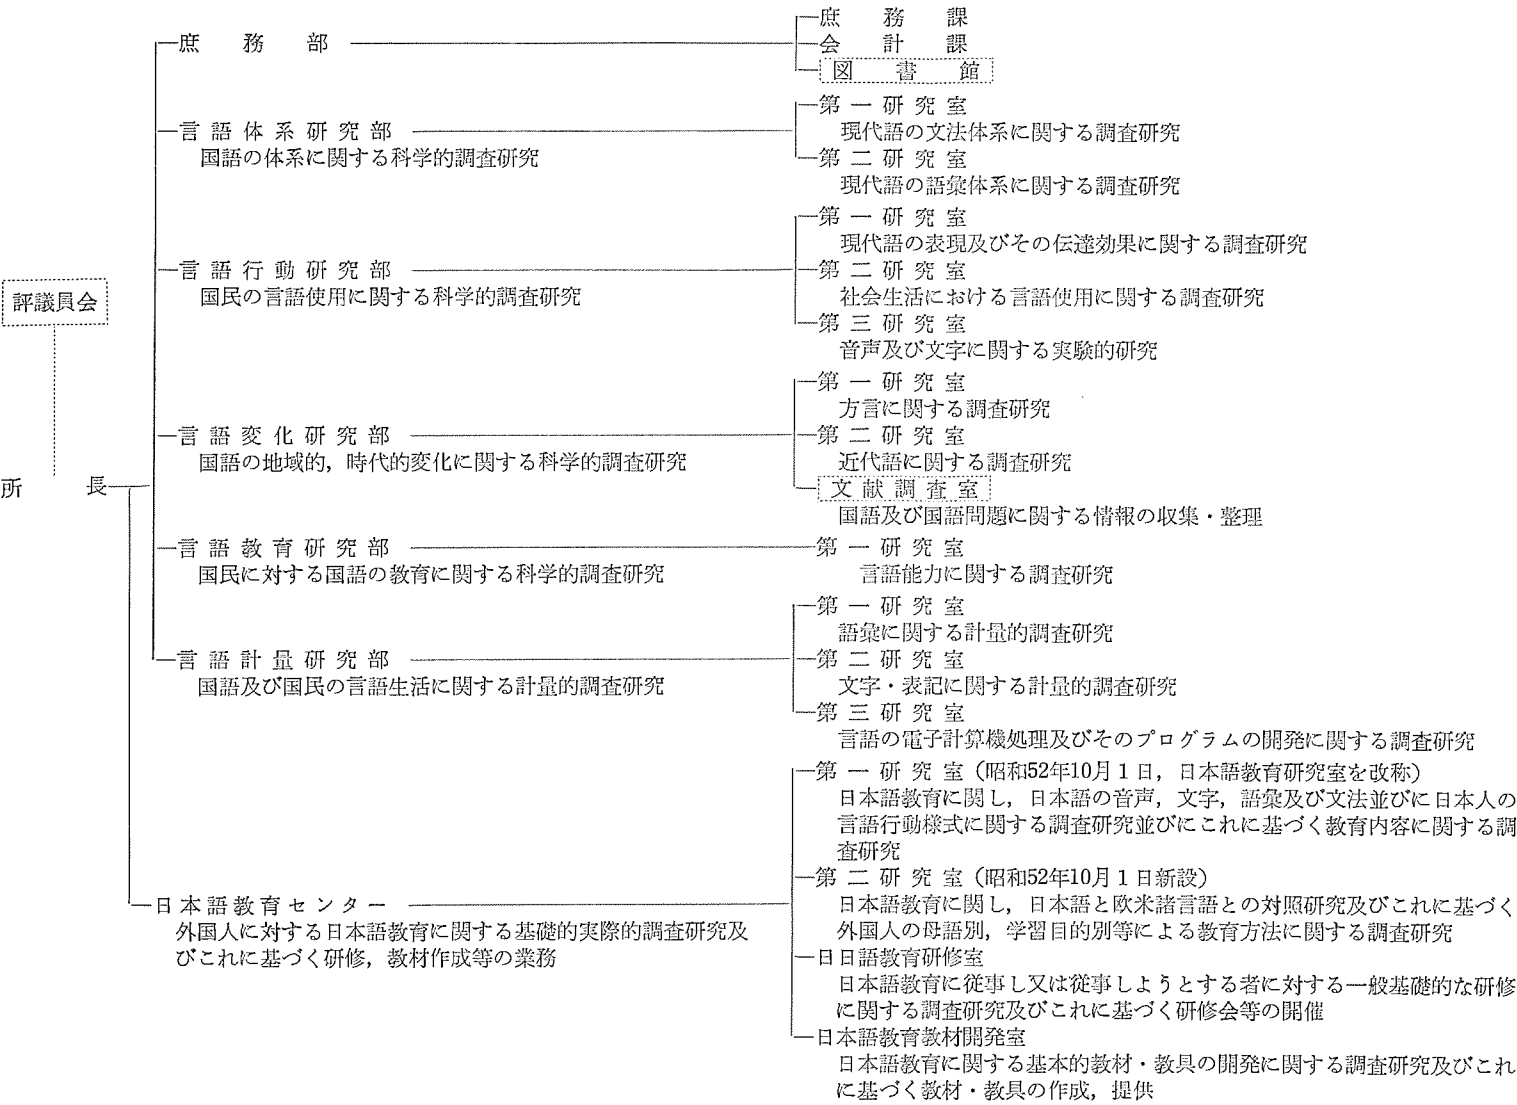 評議員会
所長
庶務部
庶務課
会計課
図書館
言語体系研究部
国語の体系に関する科学的調査研究
第一研究室
現代語の文法体系に関する調査研究
第二研究室
現代語の語彙体系に関する調査研究
言語行動研究部
国民の言語使用に関する科学的調査研究
第一研究室
現代語の表現及びその伝達効果に関する調査研究
第二研究室
社会生活における言語使用に関する調査研究
第三研究室
音声及び文字に関する実験的研究
言語変化研究部
国語の地域的，時代的変化に関する科学的調査研究
第一研究室
方言に関する調査研究
第二研究室
近代語に関する調査研究
文献調査室
国語及び国語問題に関する情報の収集・整理
言語教育研究部
国民に対する国語の教育に関する科学的調査研究
第一研究室
言語能力に関する調査研究
言語計量研究部
国語及び国民の言語生活に関する計量的調査研究
第一研究室
語彙に関する計量的調査研究
第二研究室
文字・表記に関する計量的調査研究
第三研究室
言語の電子計算機処理及びそのプログラムの開発に関する調査研究
日本語教育センター
外国人に対する日本語教育に関する基礎的実際的調査研究及
びこれに基づく研修，教材作成等の業務
第一研究室（昭和52年10月1日，日本語教育研究室を改称）
日本語教育に関し，日本語の音声，文字，語彙及び文法並びに日本人の
言語行動様式に関する調査研究並びにこれに基づく教育内容に関する調
査研究
第二研究室（昭和52年10月1日新設）
日本語教育に関し，日本語と欧米諸言語との対照研究及びこれに基づく
外国人の母語別，学習目的別等による教育方法に関する調査研究
日日語教育研修室
日本語教育に従事し又は従事しようとする者に対する一般基礎的な研修
に関する調査研究及びこれに基づく研修会等の開催
日本語教育教材開発室
日本語教育に関する基本的教材・教具の開発に関する調査研究及びこれ
に基づく教材・教具の作成，提供